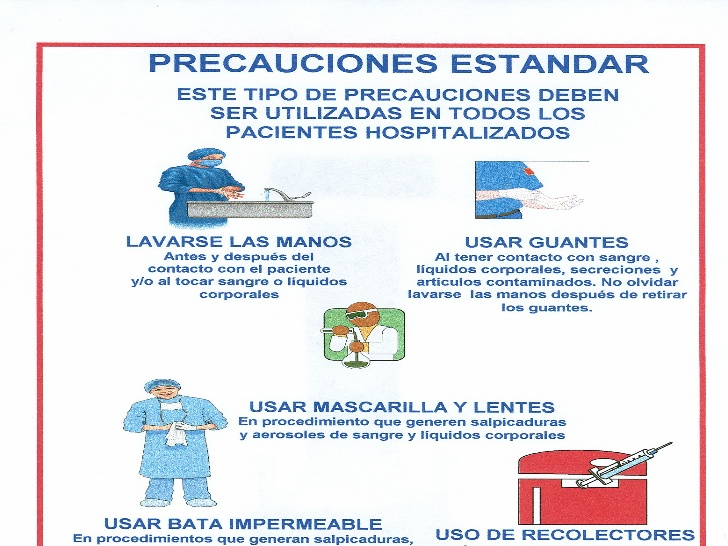 PRECAUCIONES ESTANDAR
ESTE TIPO DE PRECAUCIONES DEBEN
SER UTILIZADAS EN TODOS LOS
PACIENTES HOSPITALIZADOS
LAVARSE LAS MANOS
Antes y después del
contacto con el paciente
y/o al tocar sangre o líquidos
corporales
USAR GUANTES
Al tener contacto con sangre ,
líquidos corporales, secreciones y
articulos contaminados. No olvidar
lavarse las manos después de retirar
los guantes.
USAR MASCARILLA Y LENTES
En procedimiento que generen salpicaduras
y aerosoles de sangre y líquidos corporales
USAR BATA IMPERMEABLE
En procedimientos que generan salpicaduras,
USO DE RECOLECTORES